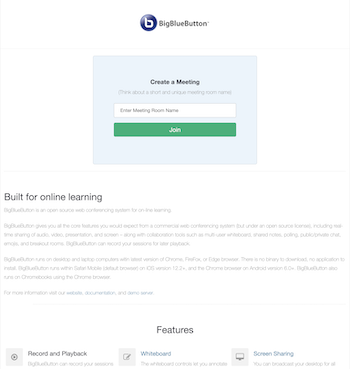 BigBlueButton
Create a Meeting
(Think about a short and unique meeting room name)
Enter Meeting Room Name
Join
Built for online learning
BigBlueButton is an open source web conferencing system for on-line learning.
BigBlueButton gives you all the core features you would expect from a commercial web conferencing system (but under an open source license), including real-
time sharing of audio, video, presentation, and screen – along with collaboration tools such as multi-user whiteboard, shared notes, polling, public/private chat,
emojis, and breakout rooms. BigBlueButton can record your sessions for later playback.
BigBlueButton runs on desktop and laptop computers with latest version of Chrome, FireFox, or Edge browser. There is no binary to download, no application to
install. BigBlueButton runs within Safari Mobile (default browser) on iOS version 12.2+, and the Chrome browser on Android version 6.0+. BigBlueButton also
runs on Chromebooks using the Chrome browser.
For more information visit our website, documentation, and demo server.
Features
Record and Playback
BigBlueButton can record your sessions
Whiteboard
The whiteboard controls let you annotate
Screen Sharing
You can broadcast your desktop for all